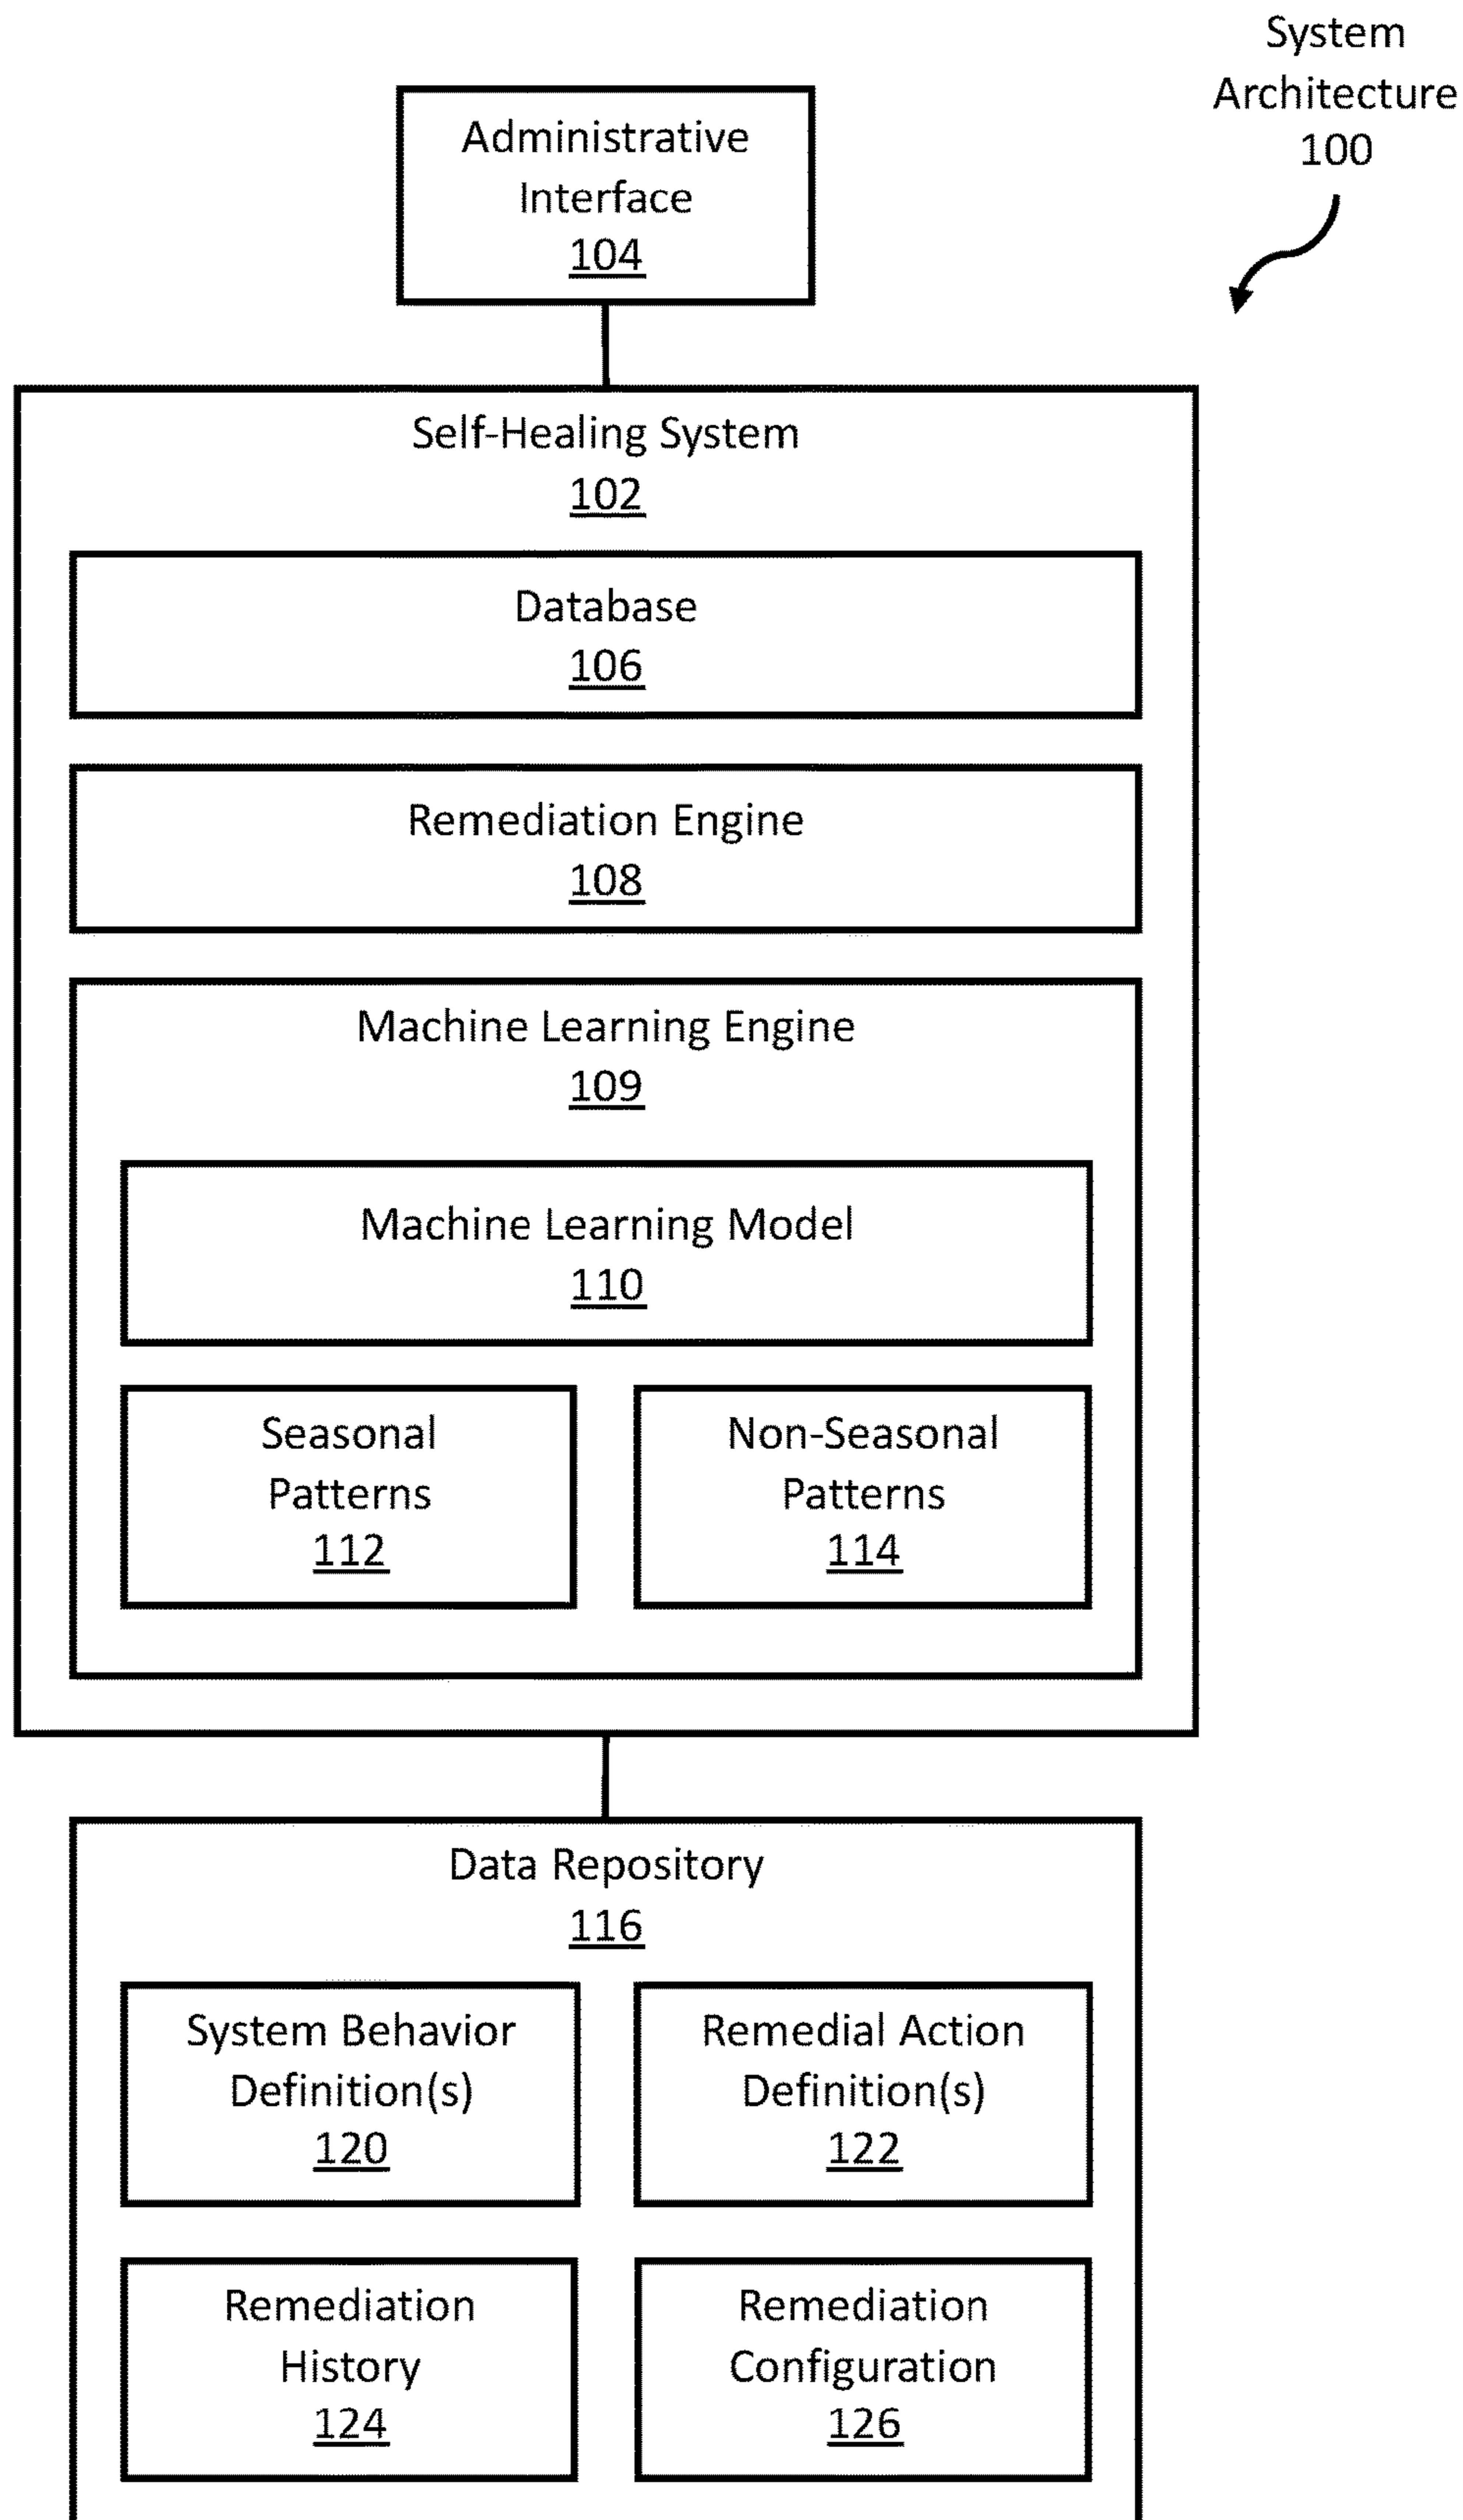 System
Architecture
100
Administrative
Interface
104
Self-Healing System
102
Database
106
Remediation Engine
108
Machine Learning Engine
109
Machine Learning Model
110
Seasonal
Patterns
112
Non-Seasonal
Patterns
114
Data Repository
116
System Behavior
Definition(s)
120
Remedial Action
Definition(s)
122
Remediation
History
124
Remediation
Configuration
126